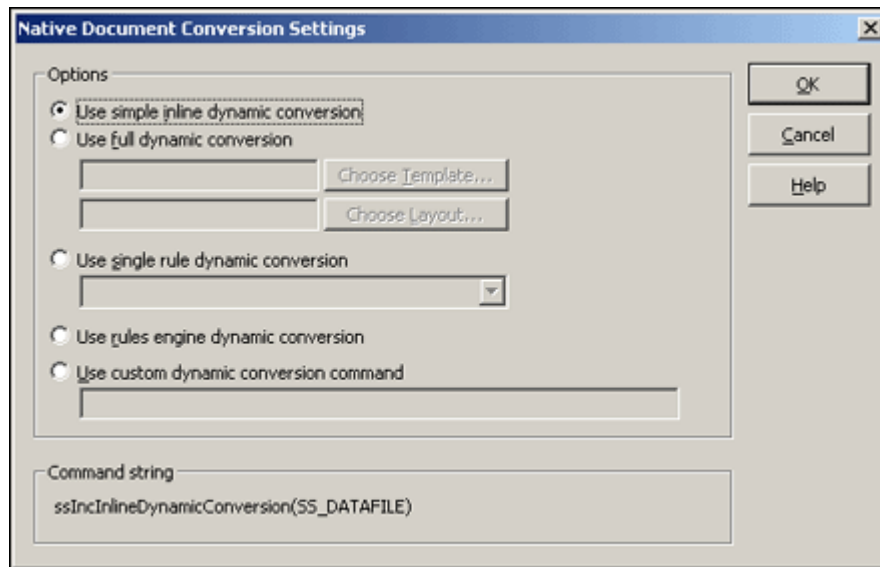 Native Document Conversion Settings
Options
Use simple inline dynamic conversion
Use full dynamic conversion
Choose Template...
Choose Layout...
Use single rule dynamic conversion
Use rules engine dynamic conversion
Use custom dynamic conversion command
OK
Cancel
Help
Command string
ssIncInlineDynamicConversion(SS_DATAFILE)